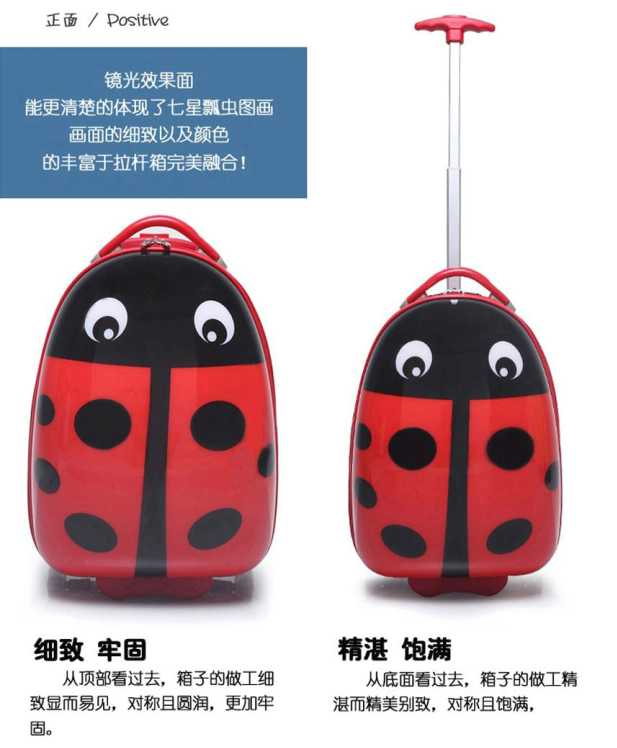 正面 / Positive
镜光效果面
能更清楚的体现了七星瓢虫图画
画面的细致以及颜色
的丰富于拉杆箱完美融合!
细致 牢固
从顶部看过去，箱子的做工细
致显而易见，对称且圆润，更加牢
固。
精湛 饱满
从底面看过去，箱子的做工精
湛而精美别致，对称且饱满，